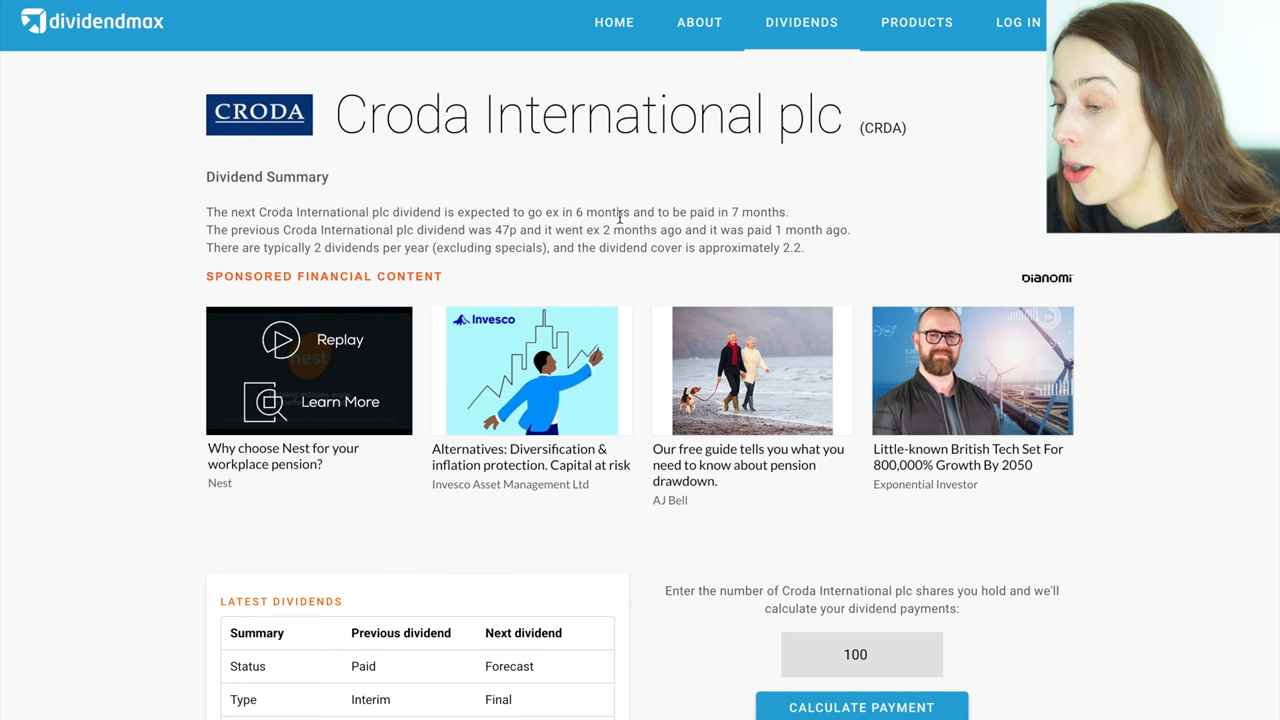 dividendmax
HOME
ABOUT
DIVIDENDS
PRODUCTS
LOG IN
CRODA
Croda International plc (CRDA)
Dividend Summary
The next Croda International plc dividend is expected to go ex in 6 months and to be paid in 7 months.
The previous Croda International plc dividend was 47p and it went ex 2 months ago and it was paid 1 month ago.
There are typically 2 dividends per year (excluding specials), and the dividend cover is approximately 2.2.
SPONSORED FINANCIAL CONTENT
DIANOMI
Replay
nest
Learn More
Why choose Nest for your
workplace pension?
Nest
Invesco
Alternatives: Diversification &
inflation protection. Capital at risk
Invesco Asset Management Ltd
Our free guide tells you what you
need to know about pension
drawdown.
AJ Bell
Little-known British Tech Set For
800,000% Growth By 2050
Exponential Investor
LATEST DIVIDENDS
Summary Previous dividend Next dividend
Status Paid Forecast
Type Interim Final
Enter the number of Croda International plc shares you hold and we'll
calculate your dividend payments:
100
CALCULATE PAYMENT